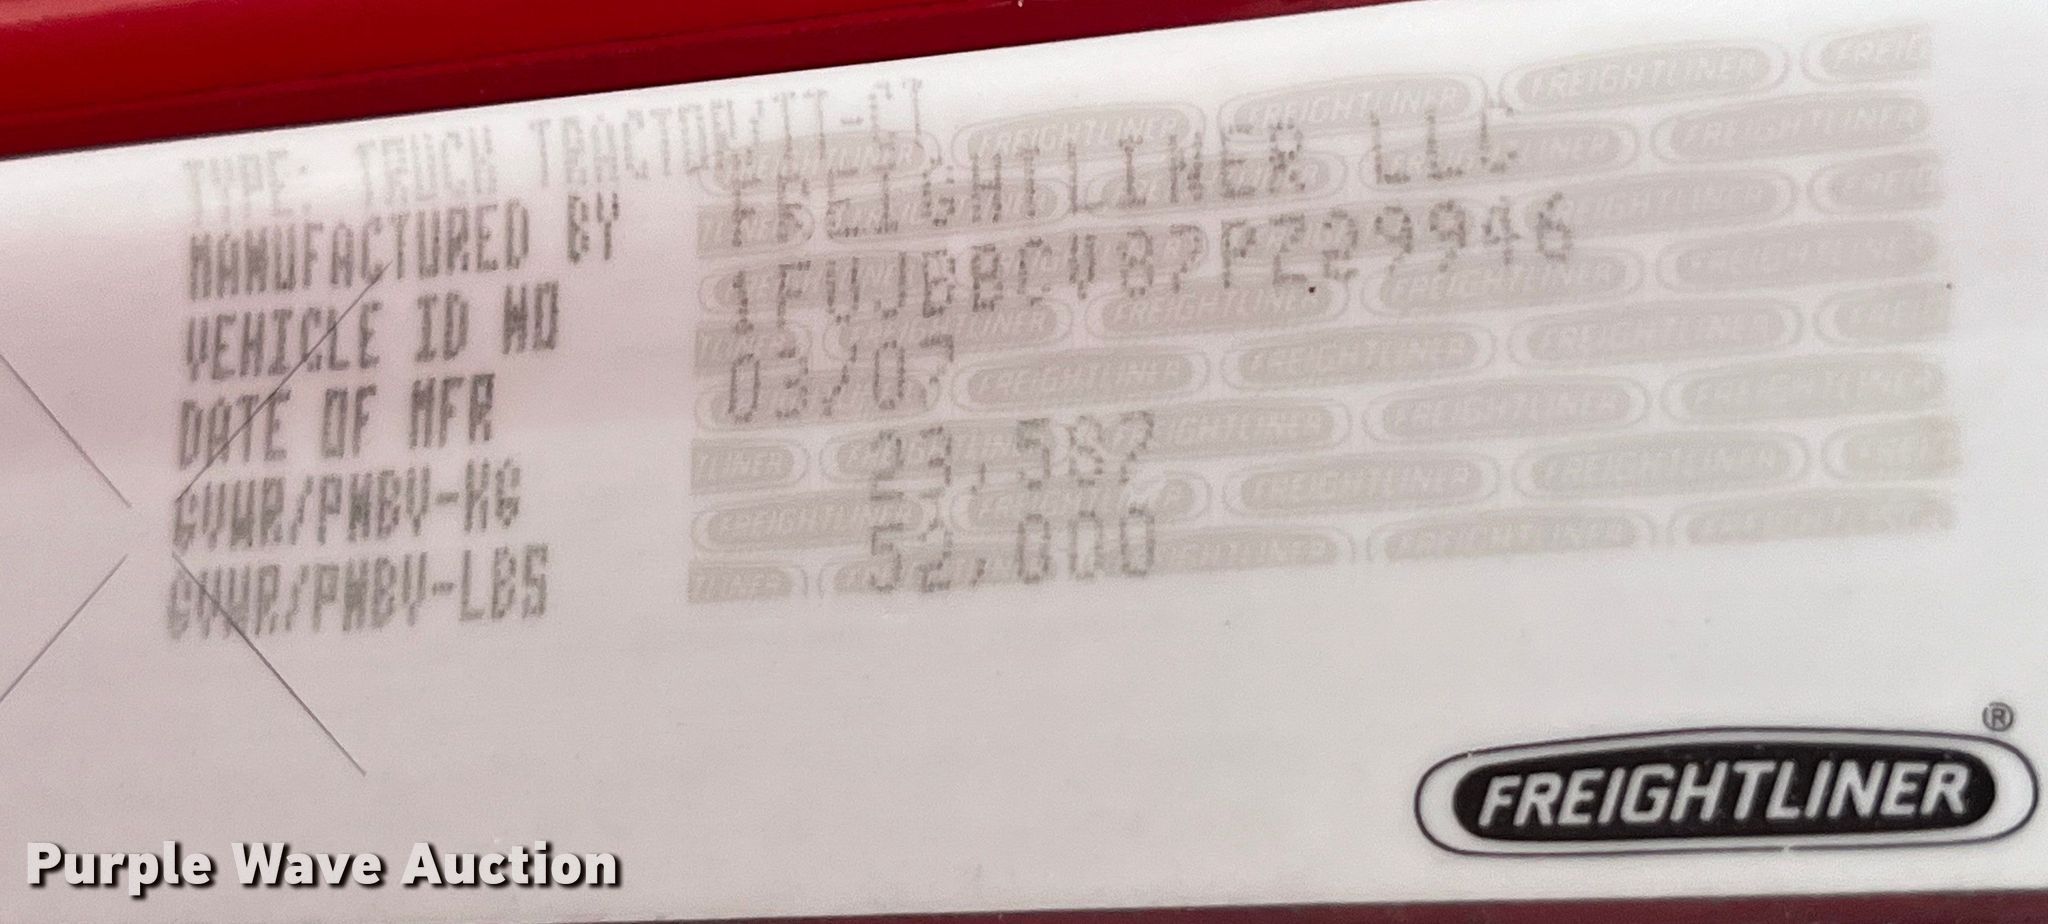 TYPE: TRUCK TRACTOR/TT-CT
MANUFACTURED BY FREIGHTLINER LLC
VEHICLE ID NO 1FUJBBCV87PZ29946
DATE OF MFR 03/07
GVWR/PNBV-KG 23,587
GVWR/PNBV-LBS 52,000
FREIGHTLINER®
Purple Wave Auction